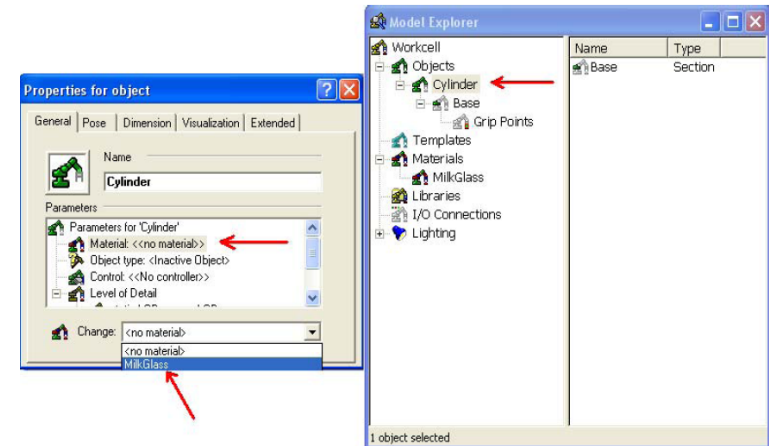 Properties for object
General Pose Dimension Visualization Extended
Name
Cylinder
Parameters
Parameters for 'Cylinder'
Material: <<no material>>
Object type: <Inactive Object>
Control: <<No controller>>
Level of Detail
Change: <no material>
<no material>
MilkGlass
Model Explorer
Workcell
Objects
Cylinder
Base
Grip Points
Templates
Materials
MilkGlass
Libraries
I/O Connections
Lighting
Name Type
Base Section
1 object selected